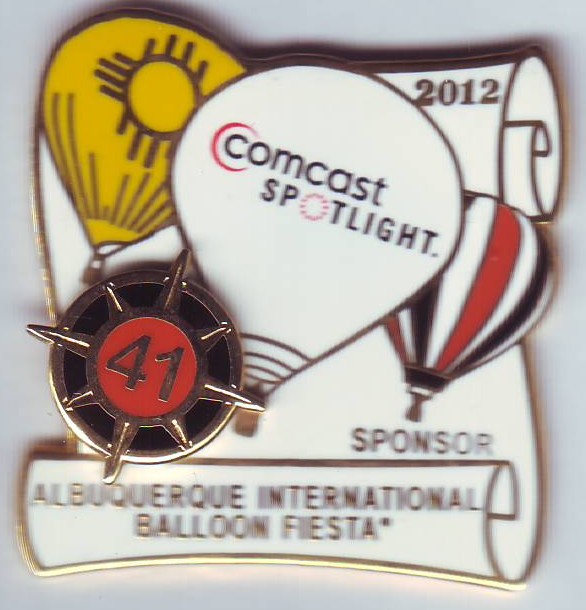 2012
Comcast
SPOTLIGHT.
41
SPONSOR
ALBUQUERQUE INTERNATIONAL
BALLOON FIESTA®